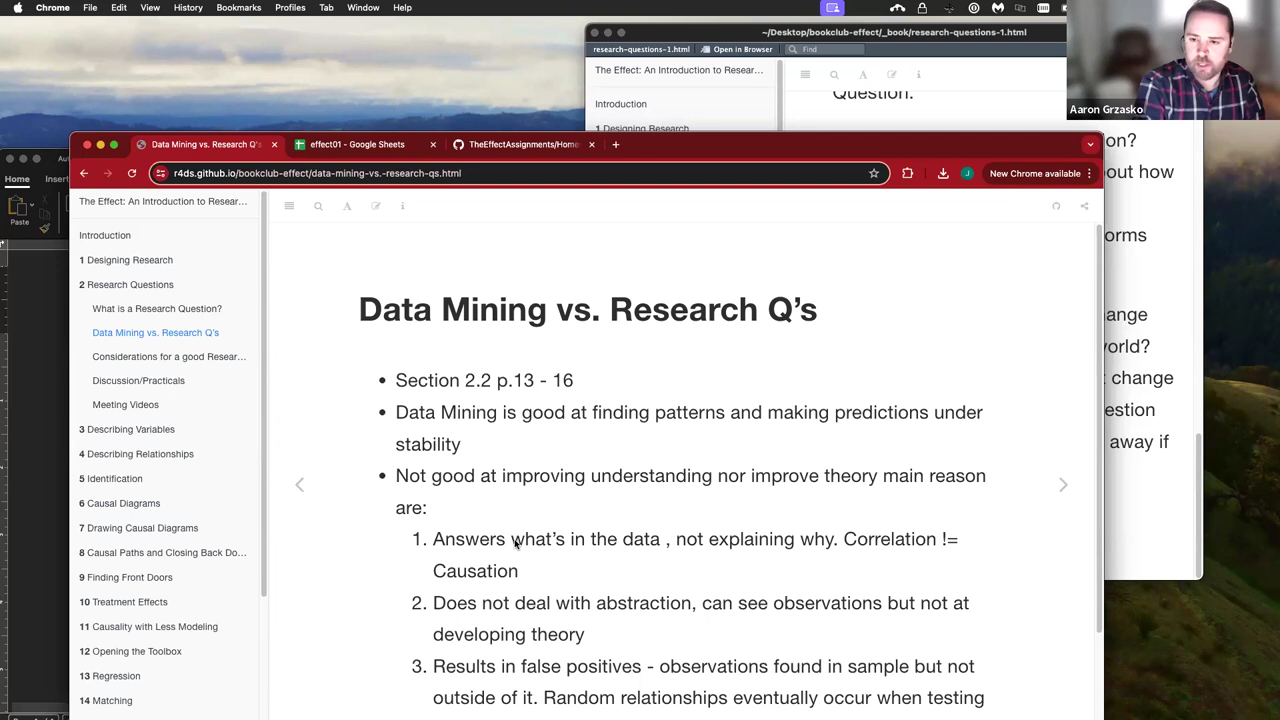 Chrome File Edit View History Bookmarks Profiles Tab Window Help
~/Desktop/bookclub-effect/_book/research-questions-1.html
research-questions-1.html Open in Browser Find
The Effect: An Introduction to Resear…
Introduction
1 Designing Research
Question.
Aaron Grzasko
Home Insert
Paste
Data Mining vs. Research Q's
effect01 - Google Sheets
TheEffectAssignments/Home
r4ds.github.io/bookclub-effect/data-mining-vs.-research-qs.html
New Chrome available
The Effect: An Introduction to Resear…
Introduction
1 Designing Research
2 Research Questions
What is a Research Question?
Data Mining vs. Research Q's
Considerations for a good Resear…
Discussion/Practicals
Meeting Videos
3 Describing Variables
4 Describing Relationships
5 Identification
6 Causal Diagrams
7 Drawing Causal Diagrams
8 Causal Paths and Closing Back Do…
9 Finding Front Doors
10 Treatment Effects
11 Causality with Less Modeling
12 Opening the Toolbox
13 Regression
14 Matching
Data Mining vs. Research Q's
• Section 2.2 p.13 - 16
• Data Mining is good at finding patterns and making predictions under
stability
• Not good at improving understanding nor improve theory main reason
are:
1. Answers what's in the data , not explaining why. Correlation !=
Causation
2. Does not deal with abstraction, can see observations but not at
developing theory
3. Results in false positives - observations found in sample but not
outside of it. Random relationships eventually occur when testing
on?
out how
orms
ange
vorld?
change
estion
away if